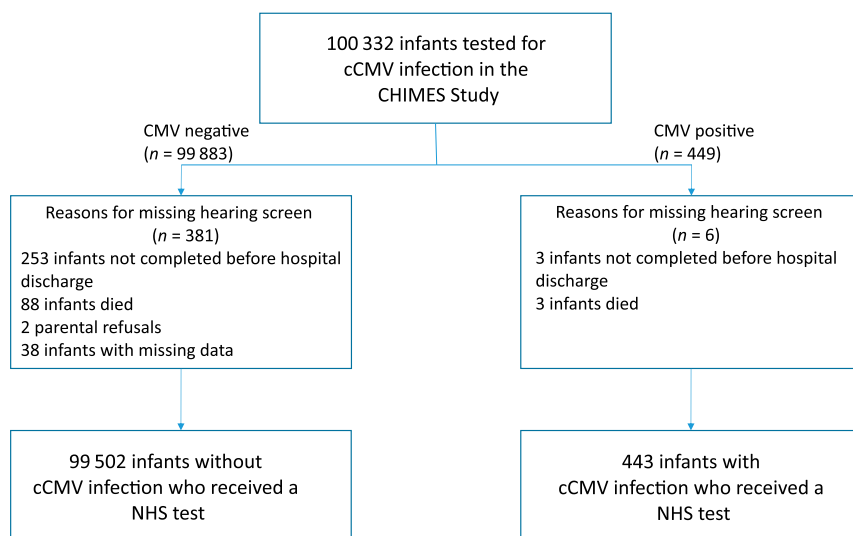 100 332 infants tested for
cCMV infection in the
CHIMES Study
CMV negative
(n = 99 883)
CMV positive
(n = 449)
Reasons for missing hearing screen
(n = 381)
253 infants not completed before hospital
discharge
88 infants died
2 parental refusals
38 infants with missing data
Reasons for missing hearing screen
(n = 6)
3 infants not completed before hospital
discharge
3 infants died
99 502 infants without
cCMV infection who received a
NHS test
443 infants with
cCMV infection who received a
NHS test